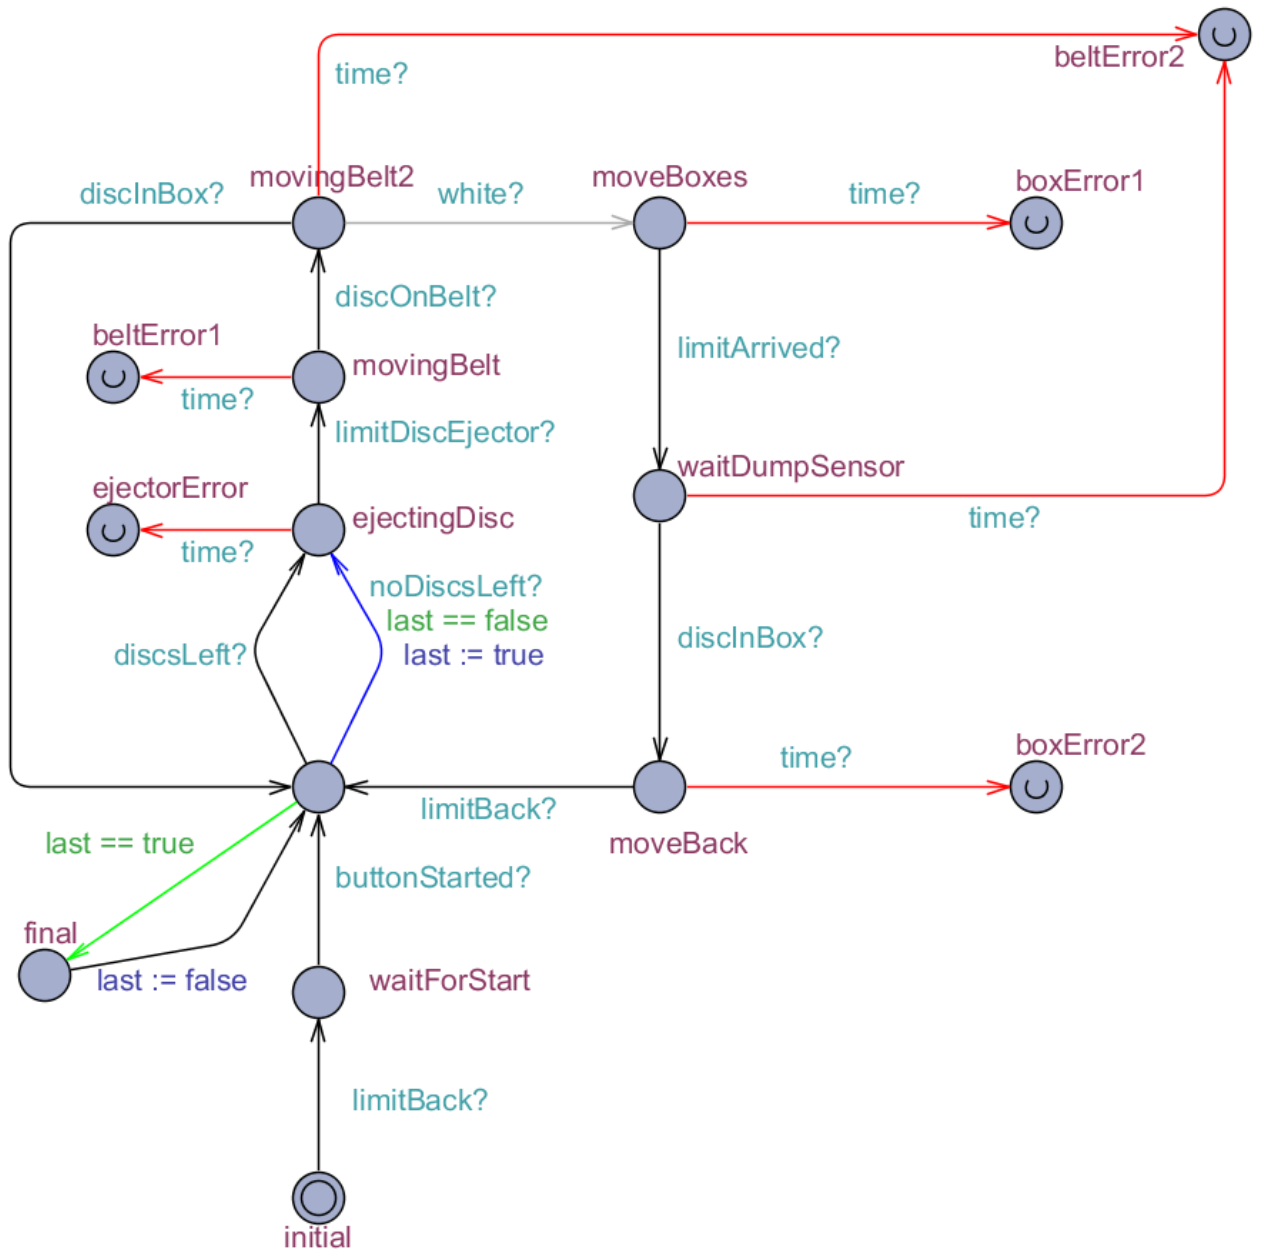 beltError2
time?
movingBelt2
discInBox?
white?
moveBoxes
time?
boxError1
discOnBelt?
beltError1
movingBelt
limitArrived?
time?
limitDiscEjector?
waitDumpSensor
ejectorError
ejectingDisc
time?
time?
noDiscsLeft?
last == false
last := true
discsLeft?
discInBox?
boxError2
time?
limitBack?
last == true
moveBack
buttonStarted?
final
last := false
waitForStart
limitBack?
initial